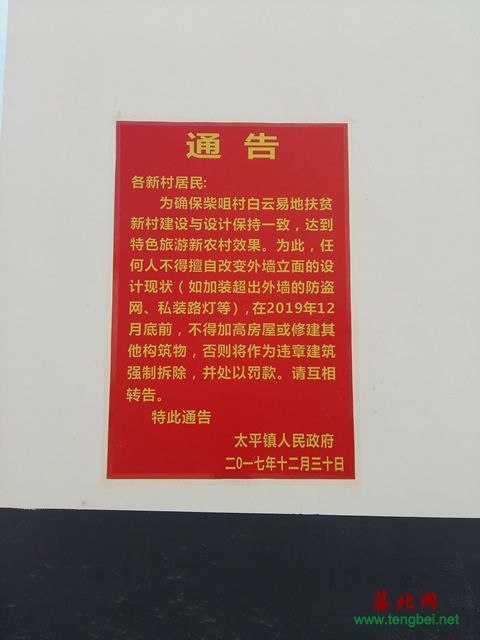 通告
各新村居民:
为确保柴咀村白云易地扶贫
新村建设与设计保持一致，达到
特色旅游新农村效果。为此，任
何人不得擅自改变外墙立面的设
计现状（如加装超出外墙的防盗
网、私装路灯等），在2019年12
月底前，不得加高房屋或修建其
他构筑物，否则将作为违章建筑
强制拆除，并处以罚款。请互相
转告。
特此通告
太平镇人民政府
二0一七年十二月三十日
藤北网
www.tengbei.net